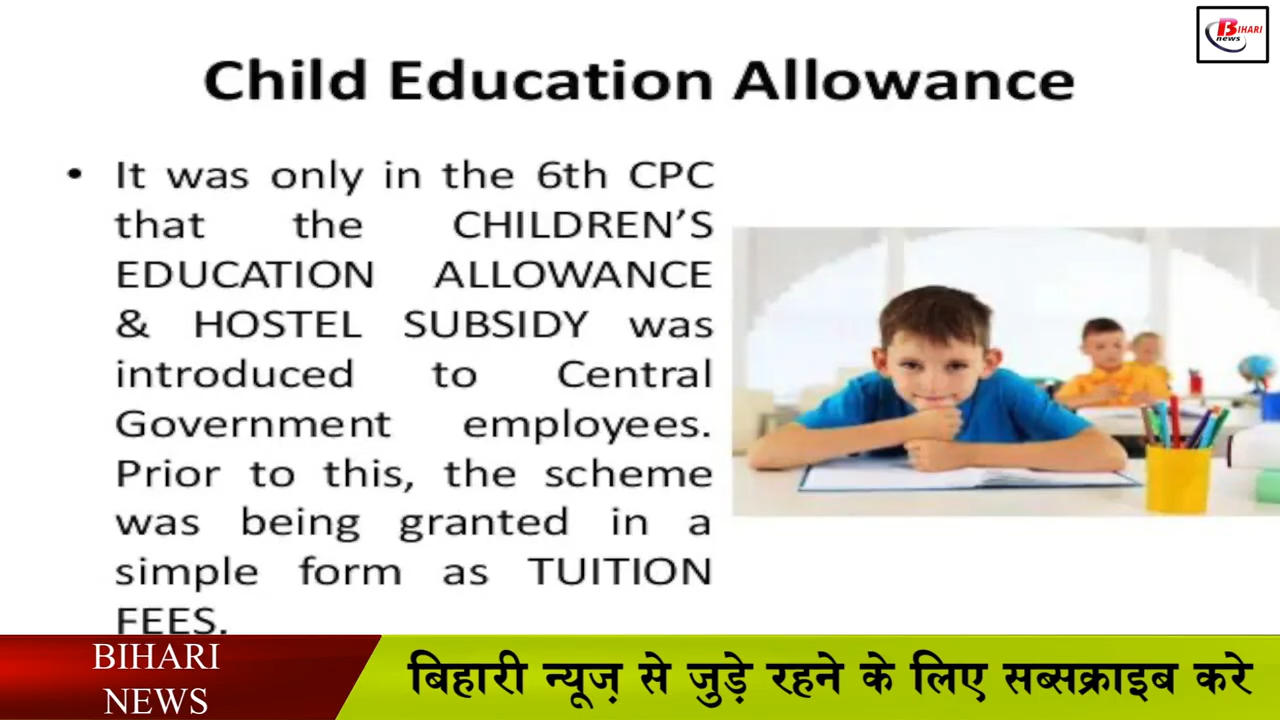 BIHARI
news
Child Education Allowance
• It was only in the 6th CPC
that the CHILDREN’S
EDUCATION ALLOWANCE
& HOSTEL SUBSIDY was
introduced to Central
Government employees.
Prior to this, the scheme
was being granted in a
simple form as TUITION
FEES.
BIHARI
NEWS
बिहारी न्यूज़ से जुड़े रहने के लिए सब्सक्राइब करे